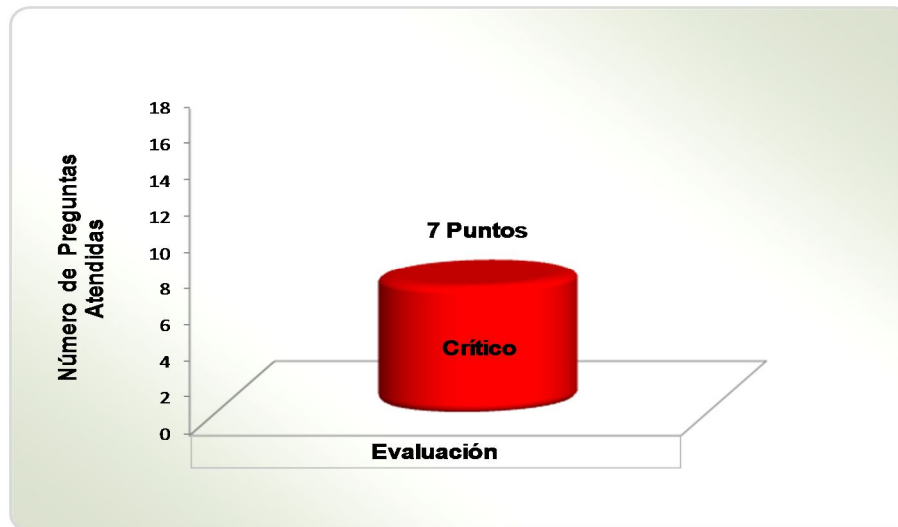 Número de Preguntas
Atendidas
18
16
14
12
10
8
6
4
2
0
7 Puntos
Crítico
Evaluación